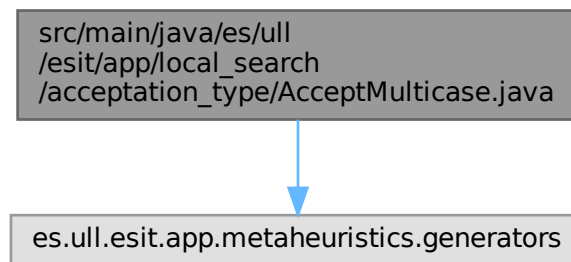 src/main/java/es/ull
/esit/app/local_search
/acceptation_type/AcceptMulticase.java
es.ull.esit.app.metaheuristics.generators